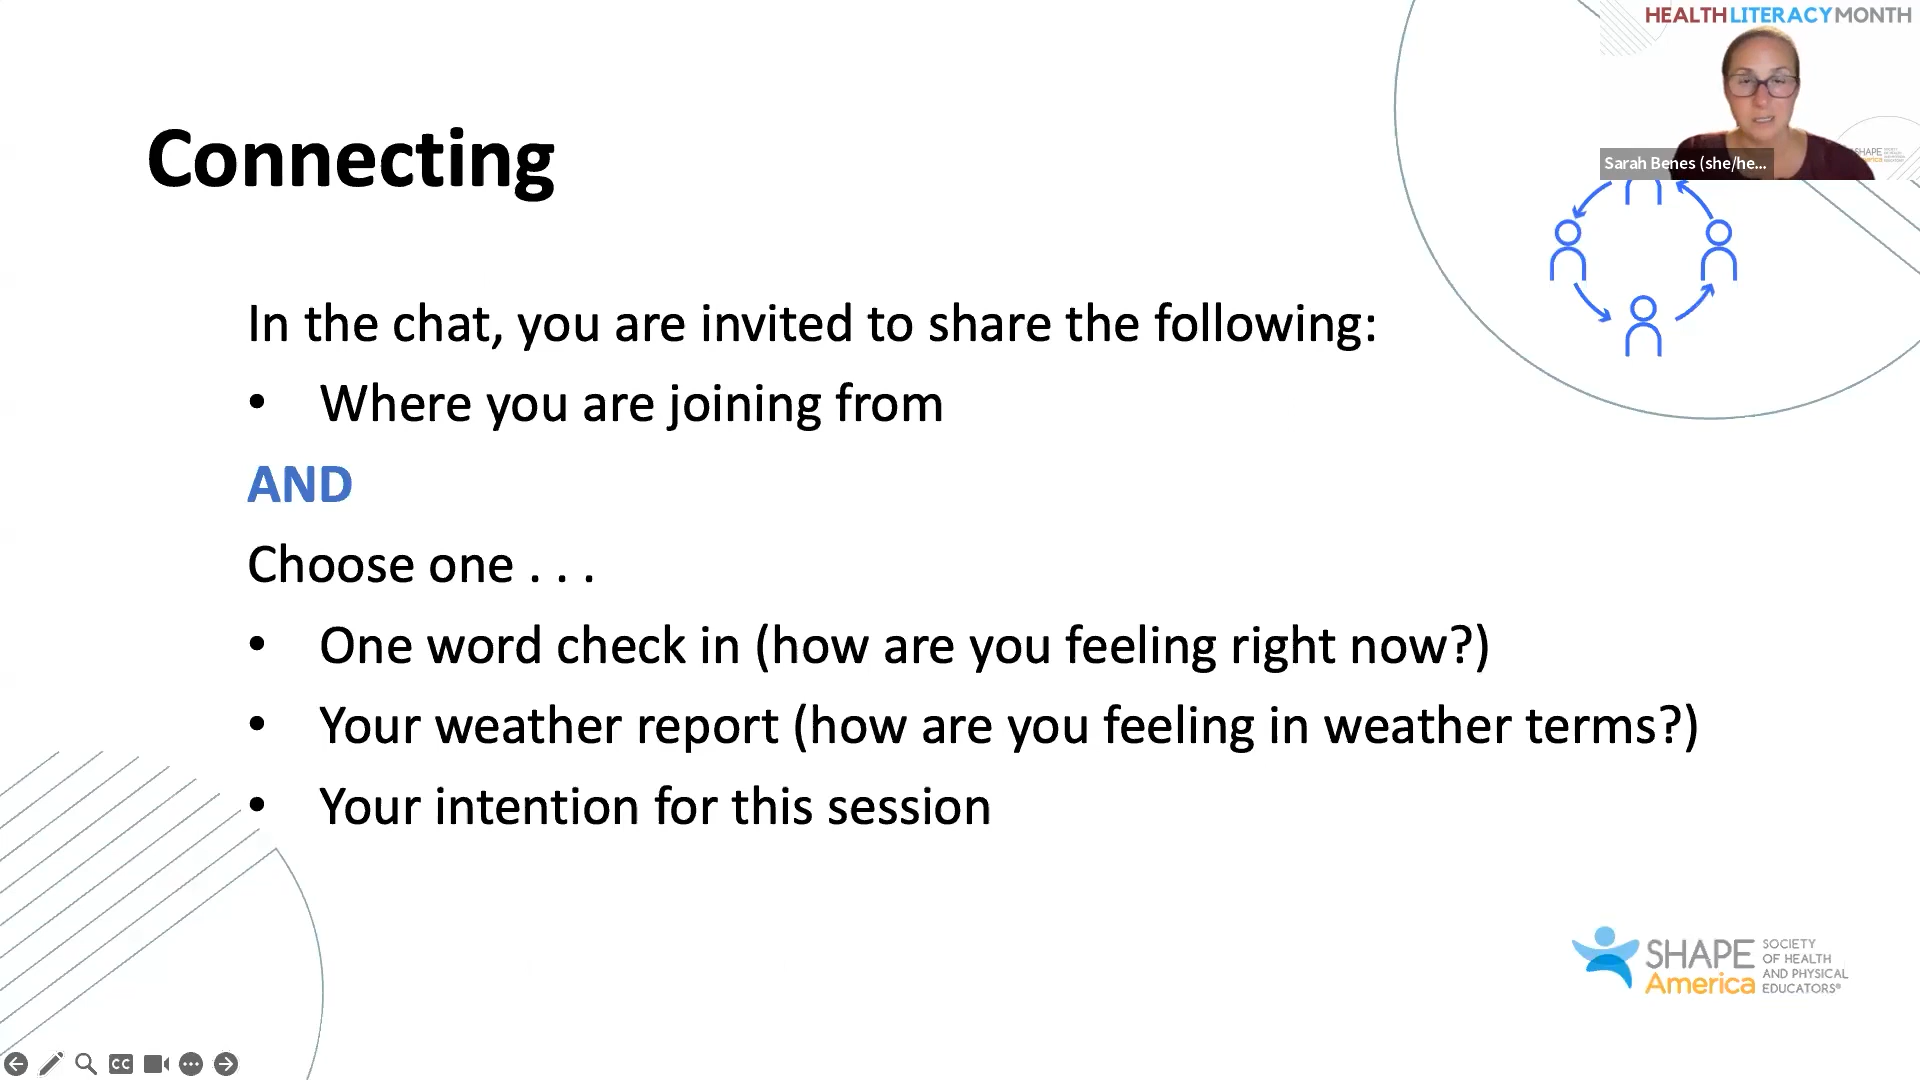 HEALTHLITERACYMONTH
Sarah Benes (she/he...
Connecting
In the chat, you are invited to share the following:
• Where you are joining from
AND
Choose one . . .
• One word check in (how are you feeling right now?)
• Your weather report (how are you feeling in weather terms?)
• Your intention for this session
SHAPE
America
SOCIETY
OF HEALTH
AND PHYSICAL
EDUCATORS®
CC